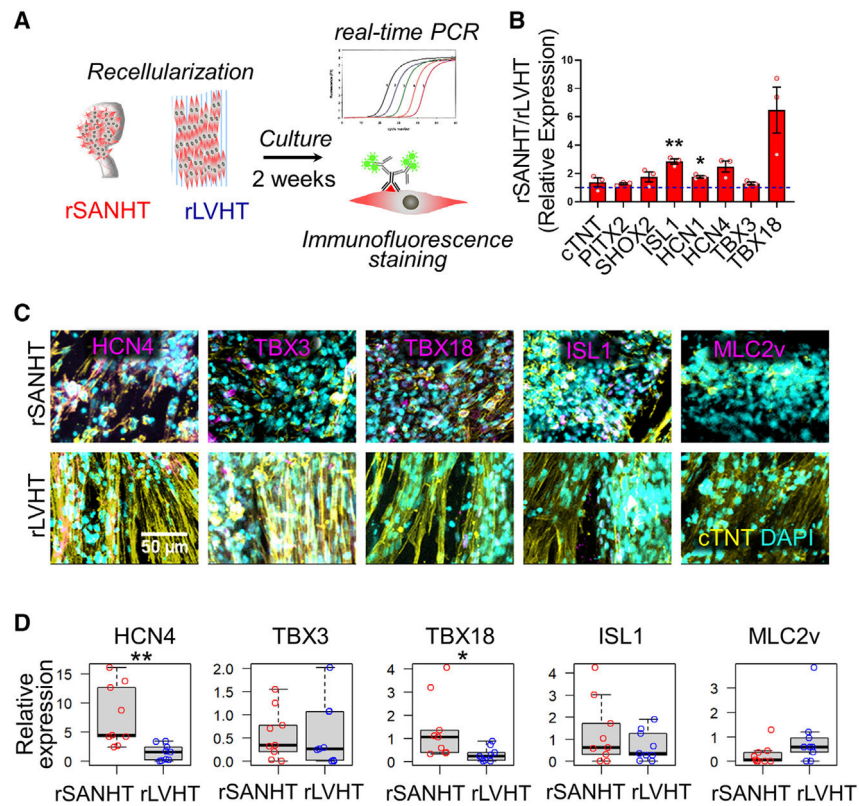 A
Recellularization
rSANHT
rLVHT
Culture
2 weeks
real-time PCR
cycle number
Immunofluorescence
staining
B
rSANHT/rLVHT
(Relative Expression)
10
8
6
4
2
0
** *
cTNT PITX2 SHOX2 ISL1 HCN1 HCN4 TBX3 TBX18
C
HCN4 TBX3 TBX18 ISL1 MLC2v
rSANHT
rLVHT
50 µm
cTNT DAPI
D
HCN4 TBX3 TBX18 ISL1 MLC2v
** *
Relative
expression
15 10 5 0
2.0 1.5 1.0 0.5 0.0
4 3 2 1 0
4 3 2 1 0
3 2 1 0
rSANHT rLVHT rSANHT rLVHT rSANHT rLVHT rSANHT rLVHT rSANHT rLVHT